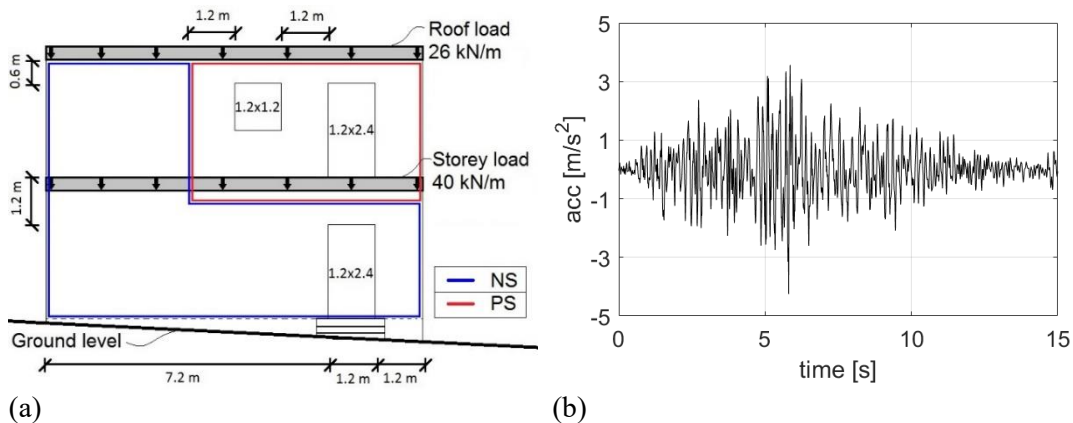 1.2 m
1.2 m
Roof load
26 kN/m
0.6 m
1.2x1.2
1.2x2.4
Storey load
40 kN/m
1.2 m
1.2x2.4
NS
PS
Ground level
7.2 m
1.2 m
1.2 m
(a)
acc [m/s²]
5
3
1
-1
-3
-5
0
5
10
15
time [s]
(b)